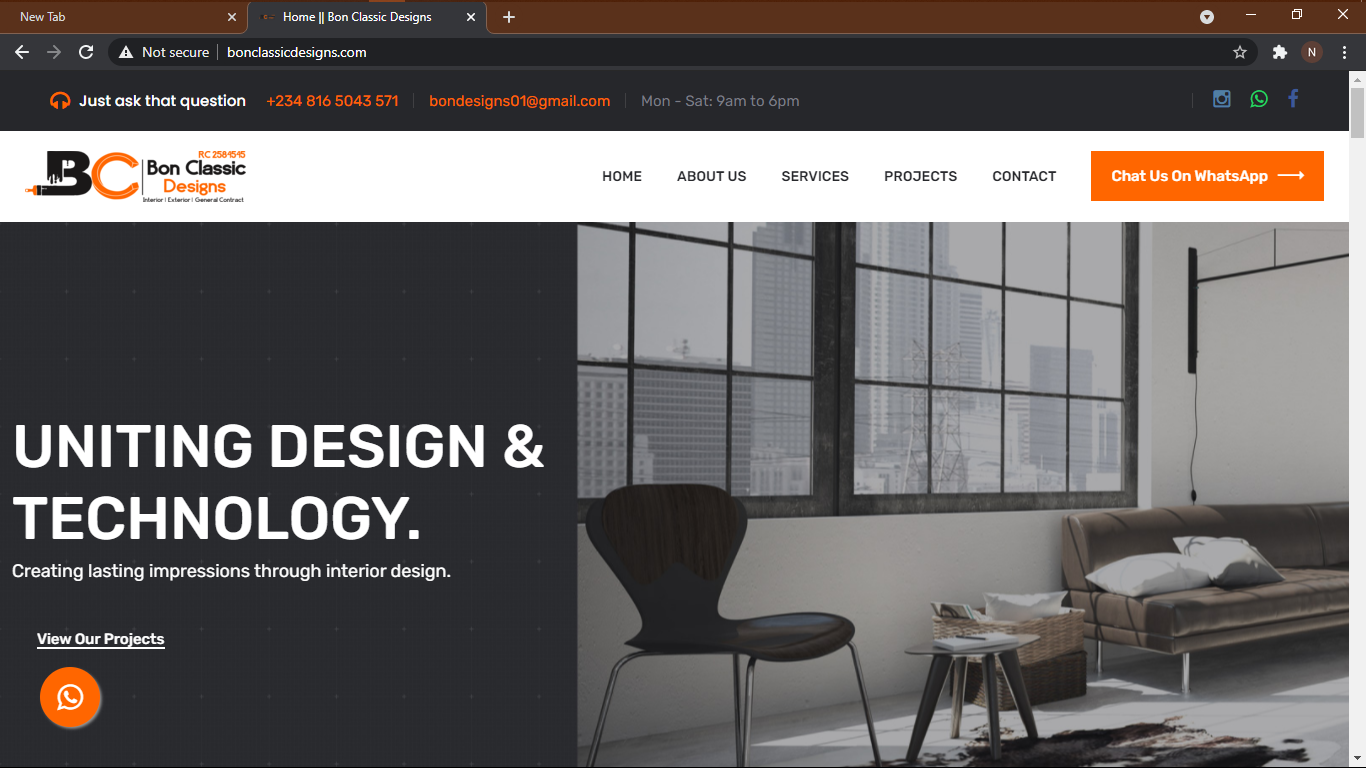 New Tab
Home || Bon Classic Designs
Not secure
bonclassicdesigns.com
N
Just ask that question
+234 816 5043 571
bondesigns01@gmail.com
Mon - Sat: 9am to 6pm
BC
RC 2584545
Bon Classic
Designs
Interior | Exterior | General Contract
HOME
ABOUT US
SERVICES
PROJECTS
CONTACT
Chat Us On WhatsApp
UNITING DESIGN &
TECHNOLOGY.
Creating lasting impressions through interior design.
View Our Projects